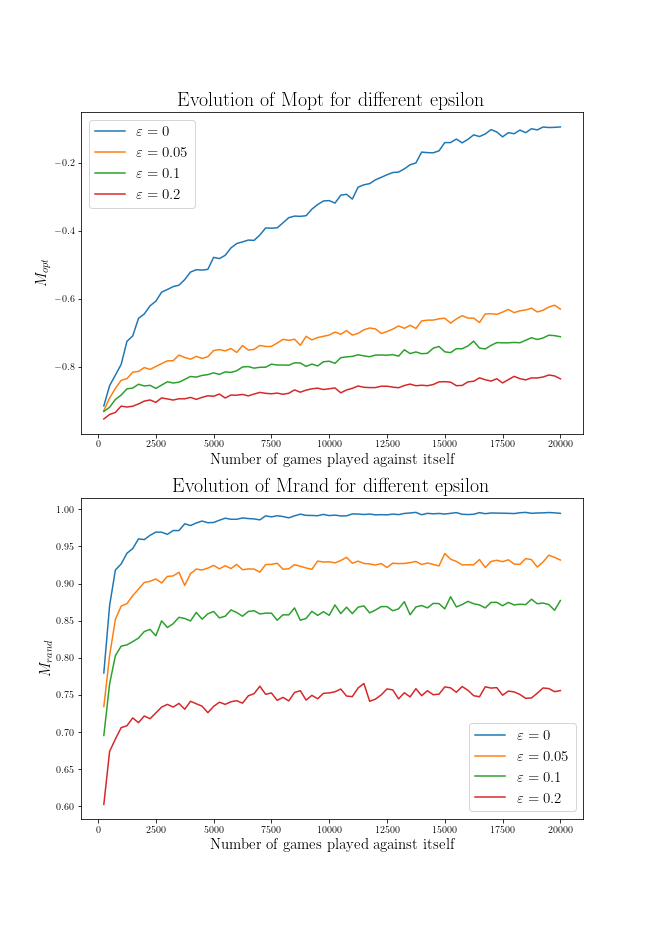 Evolution of Mopt for different epsilon
ε = 0
ε = 0.05
ε = 0.1
ε = 0.2
−0.2
−0.4
−0.6
−0.8
M_opt
0 2500 5000 7500 10000 12500 15000 17500 20000
Number of games played against itself
Evolution of Mrand for different epsilon
1.00
0.95
0.90
0.85
0.80
0.75
0.70
0.65
0.60
M_rand
ε = 0
ε = 0.05
ε = 0.1
ε = 0.2
0 2500 5000 7500 10000 12500 15000 17500 20000
Number of games played against itself